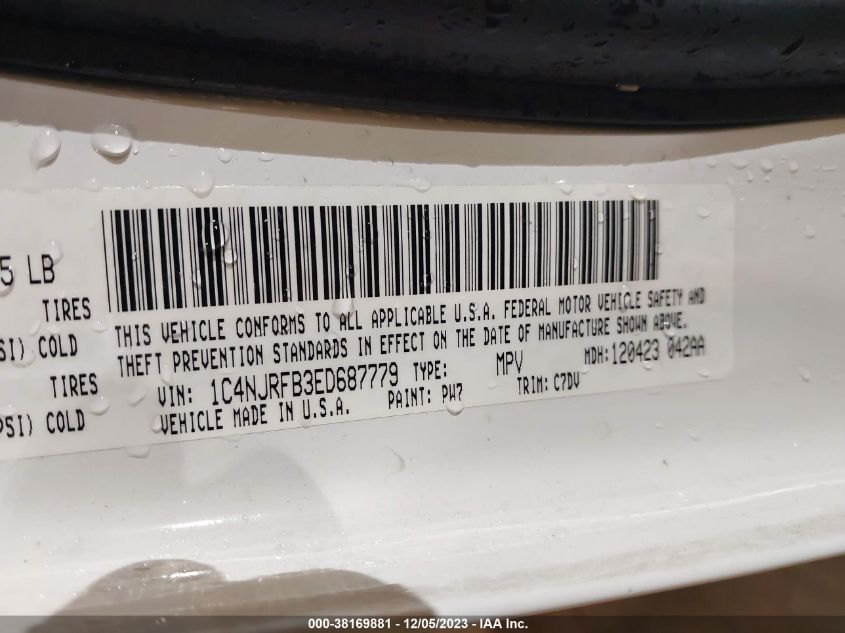 5 LB
TIRES
SI) COLD
TIRES
PSI) COLD
THIS VEHICLE CONFORMS TO ALL APPLICABLE U.S.A. FEDERAL MOTOR VEHICLE SAFETY AND
THEFT PREVENTION STANDARDS IN EFFECT ON THE DATE OF MANUFACTURE SHOWN ABOVE.
VIN: 1C4NJRFB3ED687779 TYPE: MPV MDH:120423 042AA
VEHICLE MADE IN U.S.A. PAINT: PW7 TRIM: C7DV
000-38169881 - 12/05/2023 - IAA Inc.